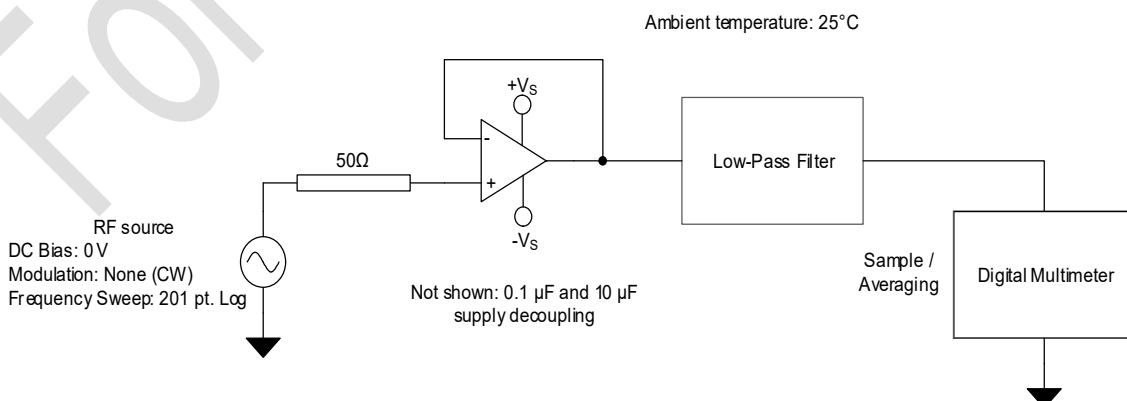 For
Ambient temperature: 25°C
+VS
-
50Ω
+
-VS
Low-Pass Filter
RF source
DC Bias: 0 V
Modulation: None (CW)
Frequency Sweep: 201 pt. Log
Not shown: 0.1 µF and 10 µF
supply decoupling
Sample /
Averaging
Digital Multimeter